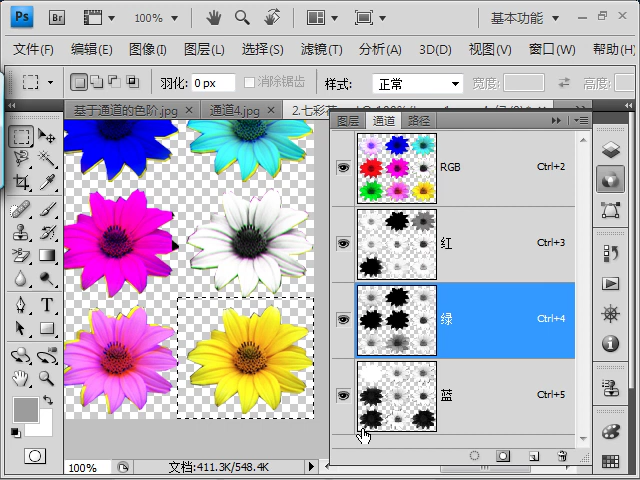 Ps Br 100% 基本功能
文件(F) 编辑(E) 图像(I) 图层(L) 选择(S) 滤镜(T) 分析(A) 3D(D) 视图(V) 窗口(W) 帮助(H)
羽化: 0 px 消除锯齿 样式: 正常 宽度: 高度:
基于通道的色阶.jpg 通道4.jpg 2.七彩花
图层 通道 路径
RGB Ctrl+2
红 Ctrl+3
绿 Ctrl+4
蓝 Ctrl+5
100% 文档:411.3K/548.4K